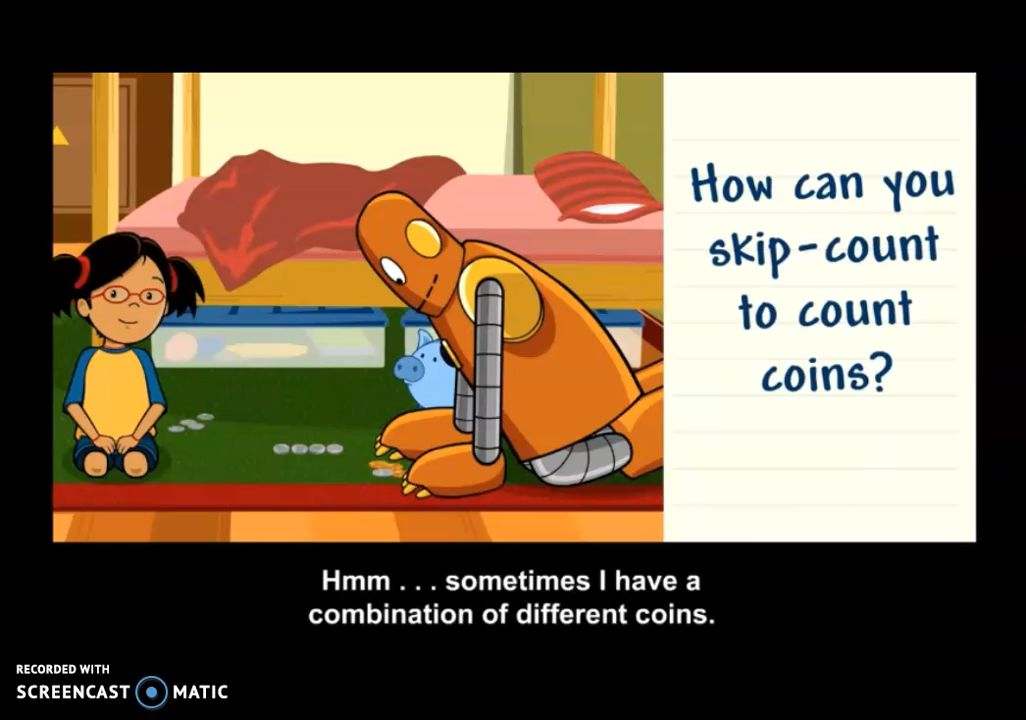 How can you
skip-count
to count
coins?
Hmm . . . sometimes I have a
combination of different coins.
RECORDED WITH
SCREENCAST MATIC